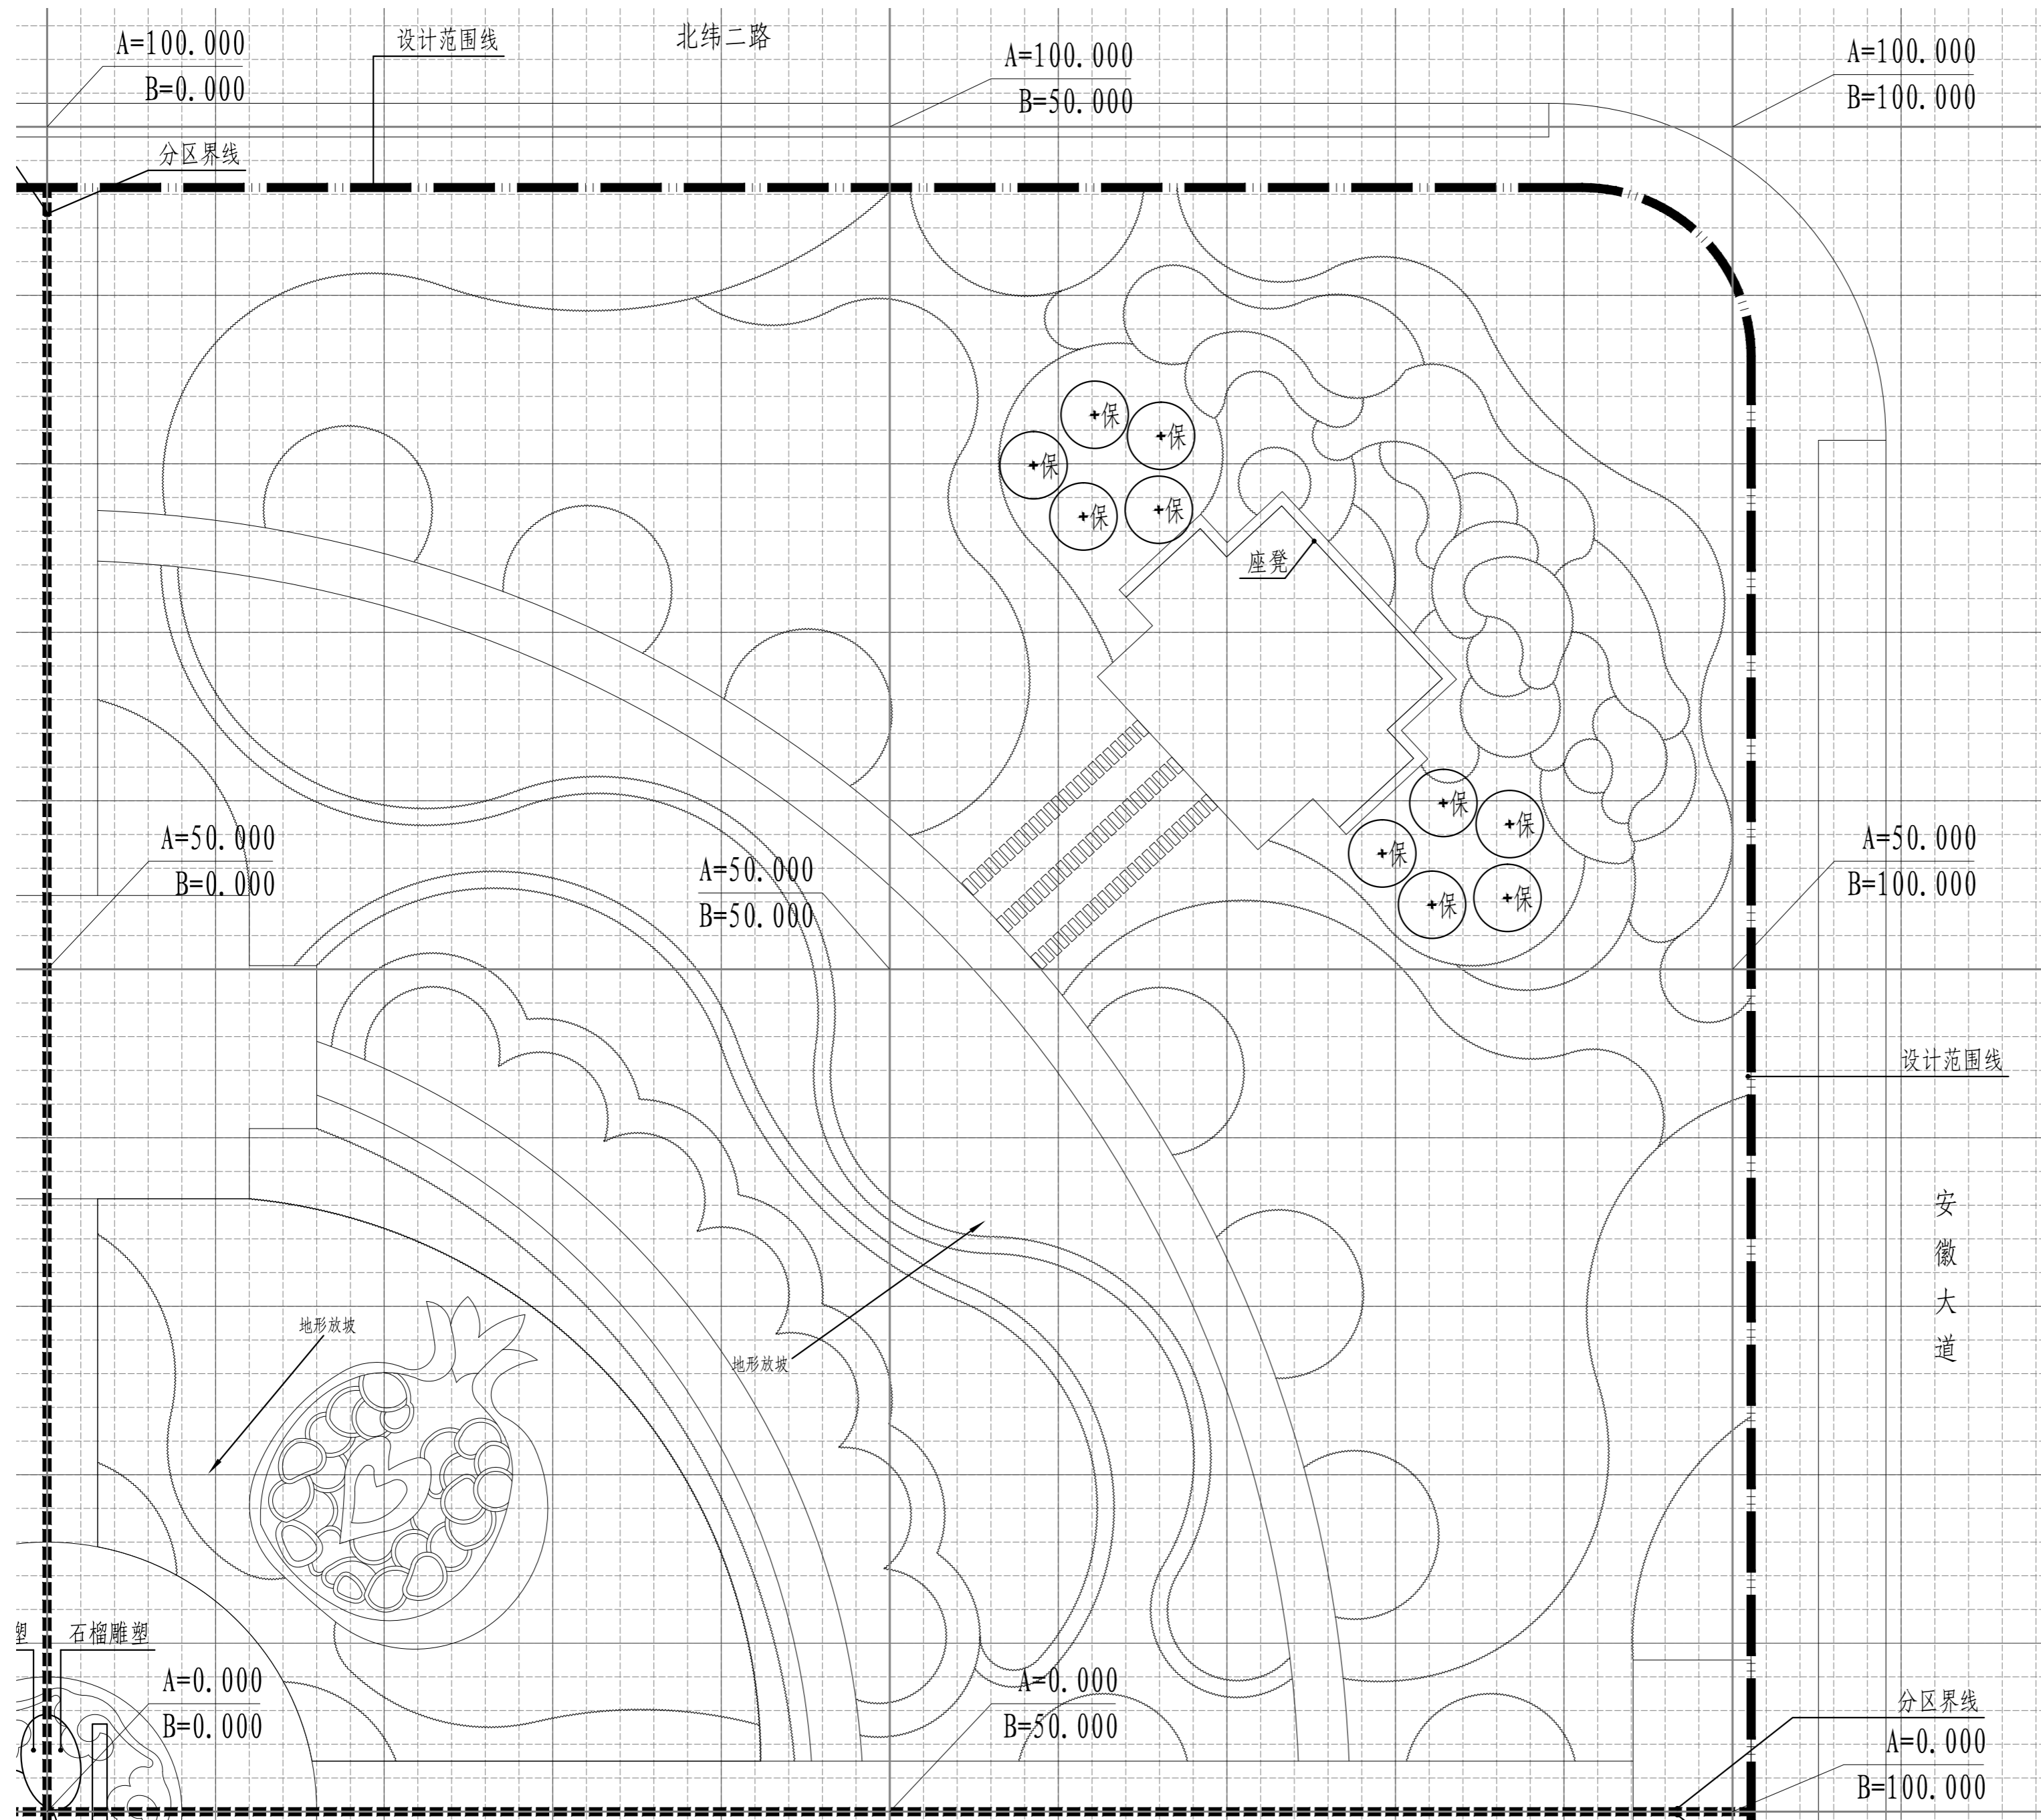 北纬二路
A=100.000
B=0.000
设计范围线
A=100.000
B=50.000
A=100.000
B=100.000
分区界线
保
保
保
保
保
座凳
保
保
保
保
保
A=50.000
B=0.000
A=50.000
B=50.000
A=50.000
B=100.000
设计范围线
安
徽
大
道
地形放坡
地形放坡
塑
石榴雕塑
A=0.000
B=0.000
A=0.000
B=50.000
分区界线
A=0.000
B=100.000